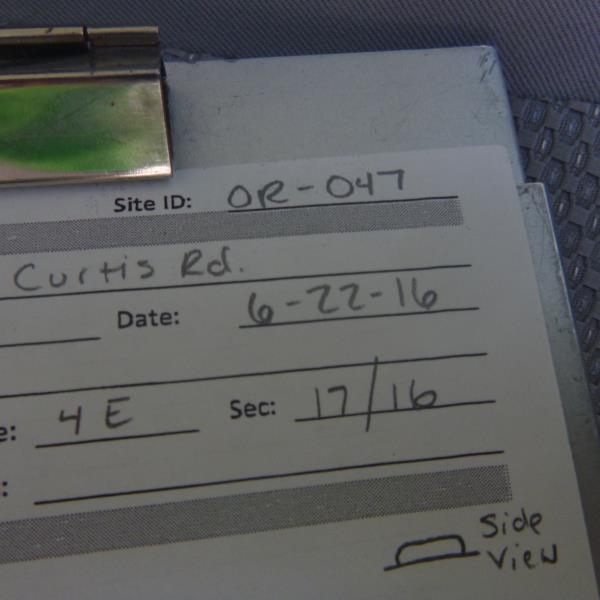 Site ID: OR-047
Curtis Rd.
Date: 6-22-16
e: 4 E Sec: 17/16
:
Side
View